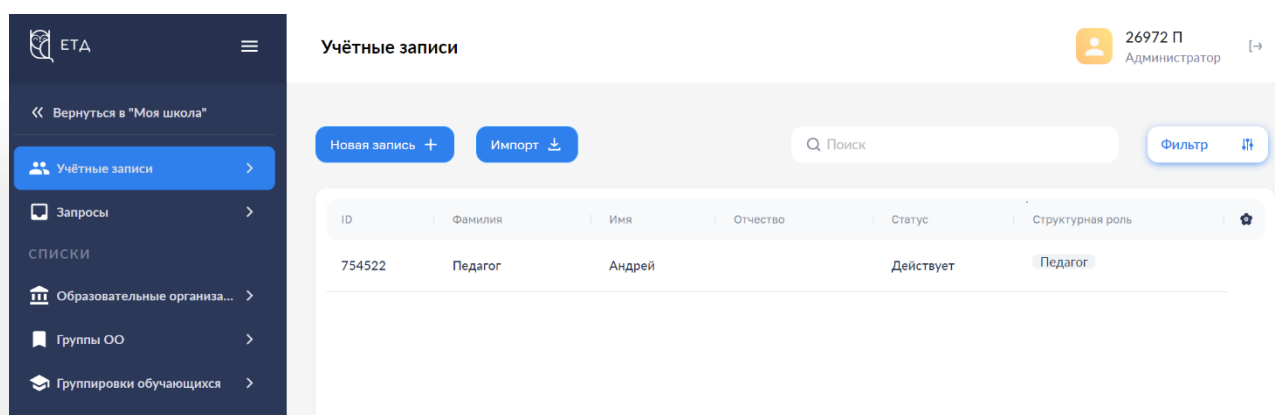 ЕТД
Учётные записи
26972 П
Администратор
Вернуться в "Моя школа"
Новая запись
Импорт
Поиск
Фильтр
Учётные записи
Запросы
СПИСКИ
Образовательные организа...
Группы ОО
Группировки обучающихся
ID Фамилия Имя Отчество Статус Структурная роль
754522 Педагог Андрей Действует Педагог